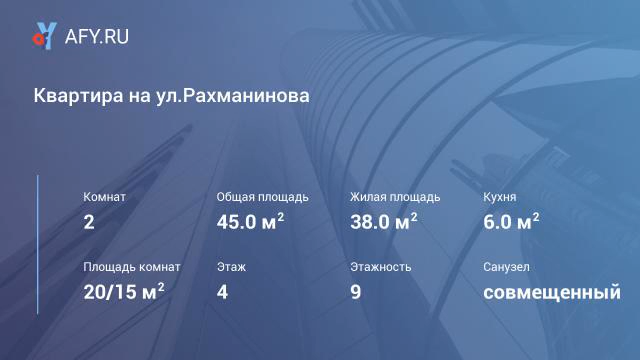 AFY.RU
Квартира на ул.Рахманинова
Комнат Общая площадь Жилая площадь Кухня
2 45.0 м² 38.0 м² 6.0 м²
Площадь комнат Этаж Этажность Санузел
20/15 м² 4 9 совмещенный